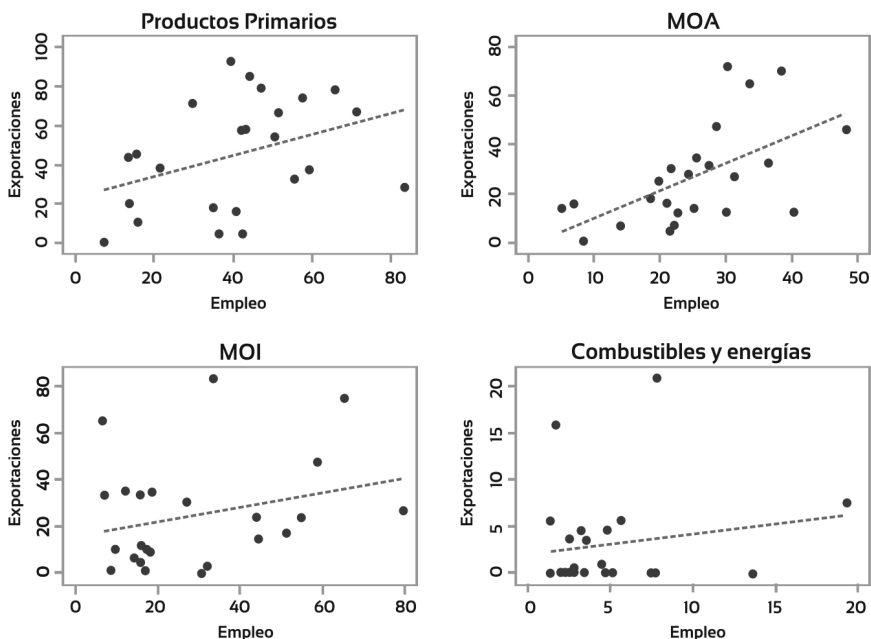 Productos Primarios
Exportaciones
100
80
60
40
20
0
0 20 40 60 80
Empleo
MOA
Exportaciones
80
60
40
20
0
0 10 20 30 40 50
Empleo
MOI
Exportaciones
80
60
40
20
0
0 20 40 60 80
Empleo
Combustibles y energías
Exportaciones
20
15
10
5
0
0 5 10 15 20
Empleo